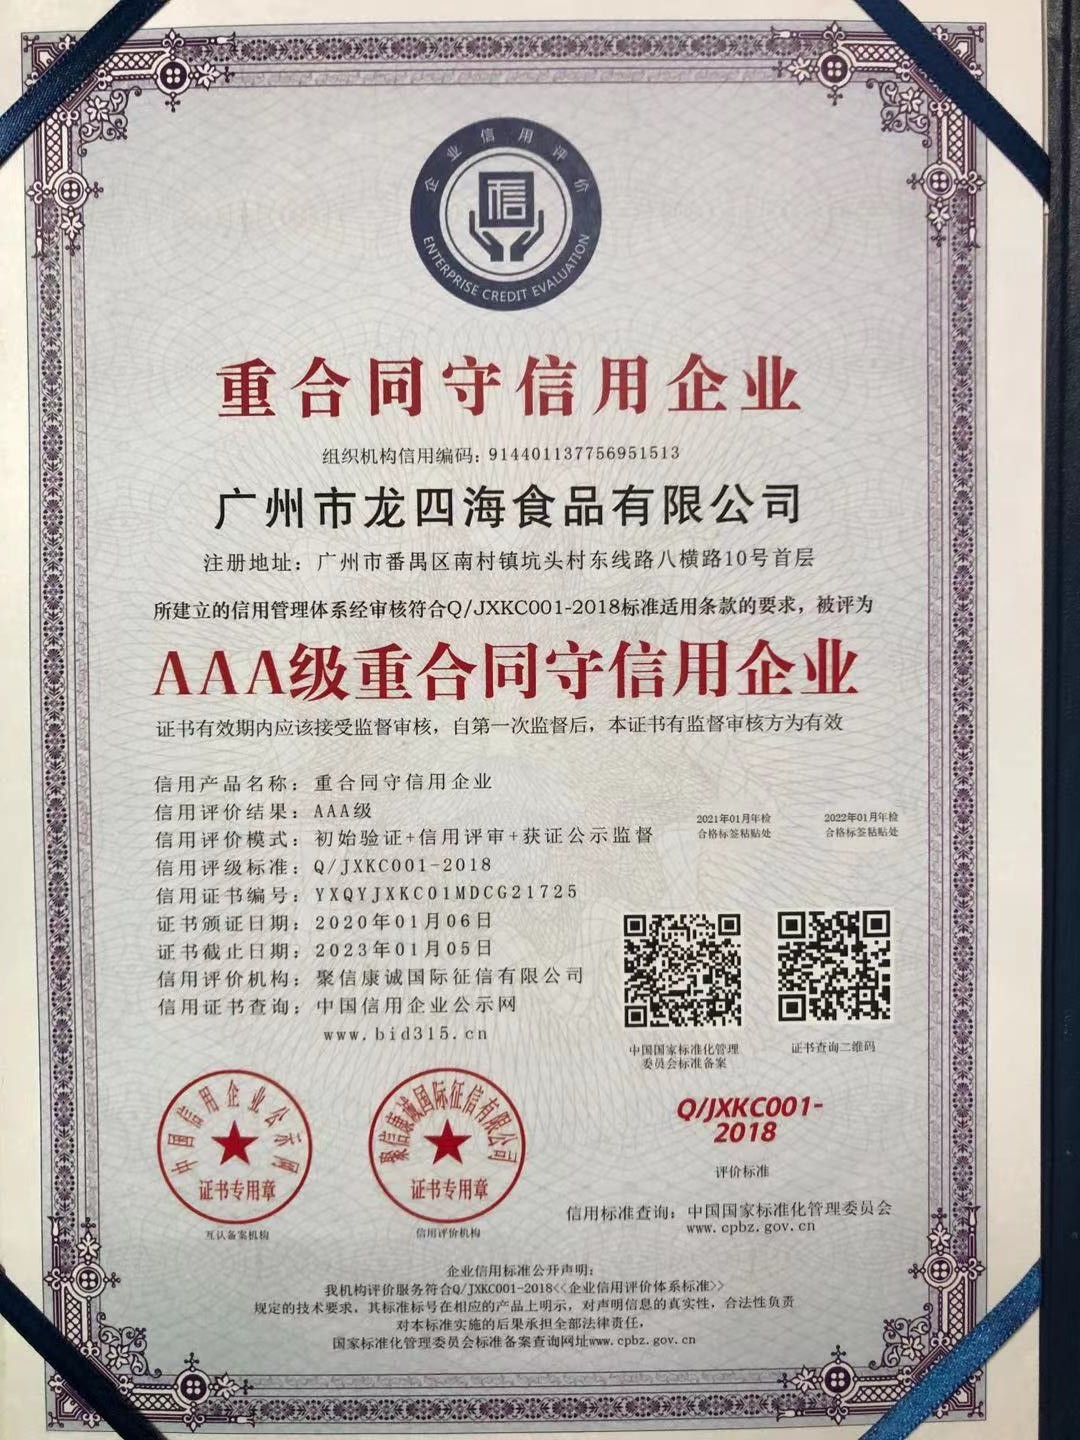 企业信用评价
信
ENTERPRISE CREDIT EVALUATION
重合同守信用企业
组织机构信用编码：914401137756951513
广州市龙四海食品有限公司
注册地址：广州市番禺区南村镇坑头村东线路八横路10号首层
所建立的信用管理体系经审核符合Q/JXKC001-2018标准适用条款的要求，被评为
AAA级重合同守信用企业
证书有效期内应该接受监督审核，自第一次监督后，本证书有监督审核方为有效
信用产品名称：重合同守信用企业
信用评价结果：AAA级
信用评价模式：初始验证+信用评审+获证公示监督
信用评级标准：Q/JXKC001-2018
信用证书编号：YXQYJXKC01MDCG21725
证书颁证日期：2020年01月06日
证书截止日期：2023年01月05日
信用评价机构：聚信康诚国际征信有限公司
信用证书查询：中国信用企业公示网
www.bid315.cn
2021年01月年检
合格标签粘贴处
2022年01月年检
合格标签粘贴处
中国国家标准化管理
委员会标准备案
证书查询二维码
中国信用企业公示网
证书专用章
互认备案机构
聚信康诚国际征信有限公司
证书专用章
信用评价机构
Q/JXKC001-
2018
评价标准
信用标准查询：中国国家标准化管理委员会
www.cpbz.gov.cn
企业信用标准公开声明：
我机构评价服务符合Q/JXKC001-2018<<企业信用评价体系标准>>
规定的技术要求，其标准标号在相应的产品上明示，对声明信息的真实性，合法性负责
对本标准实施的后果承担全部法律责任，
国家标准化管理委员会标准备案查询网址www.cpbz.gov.cn